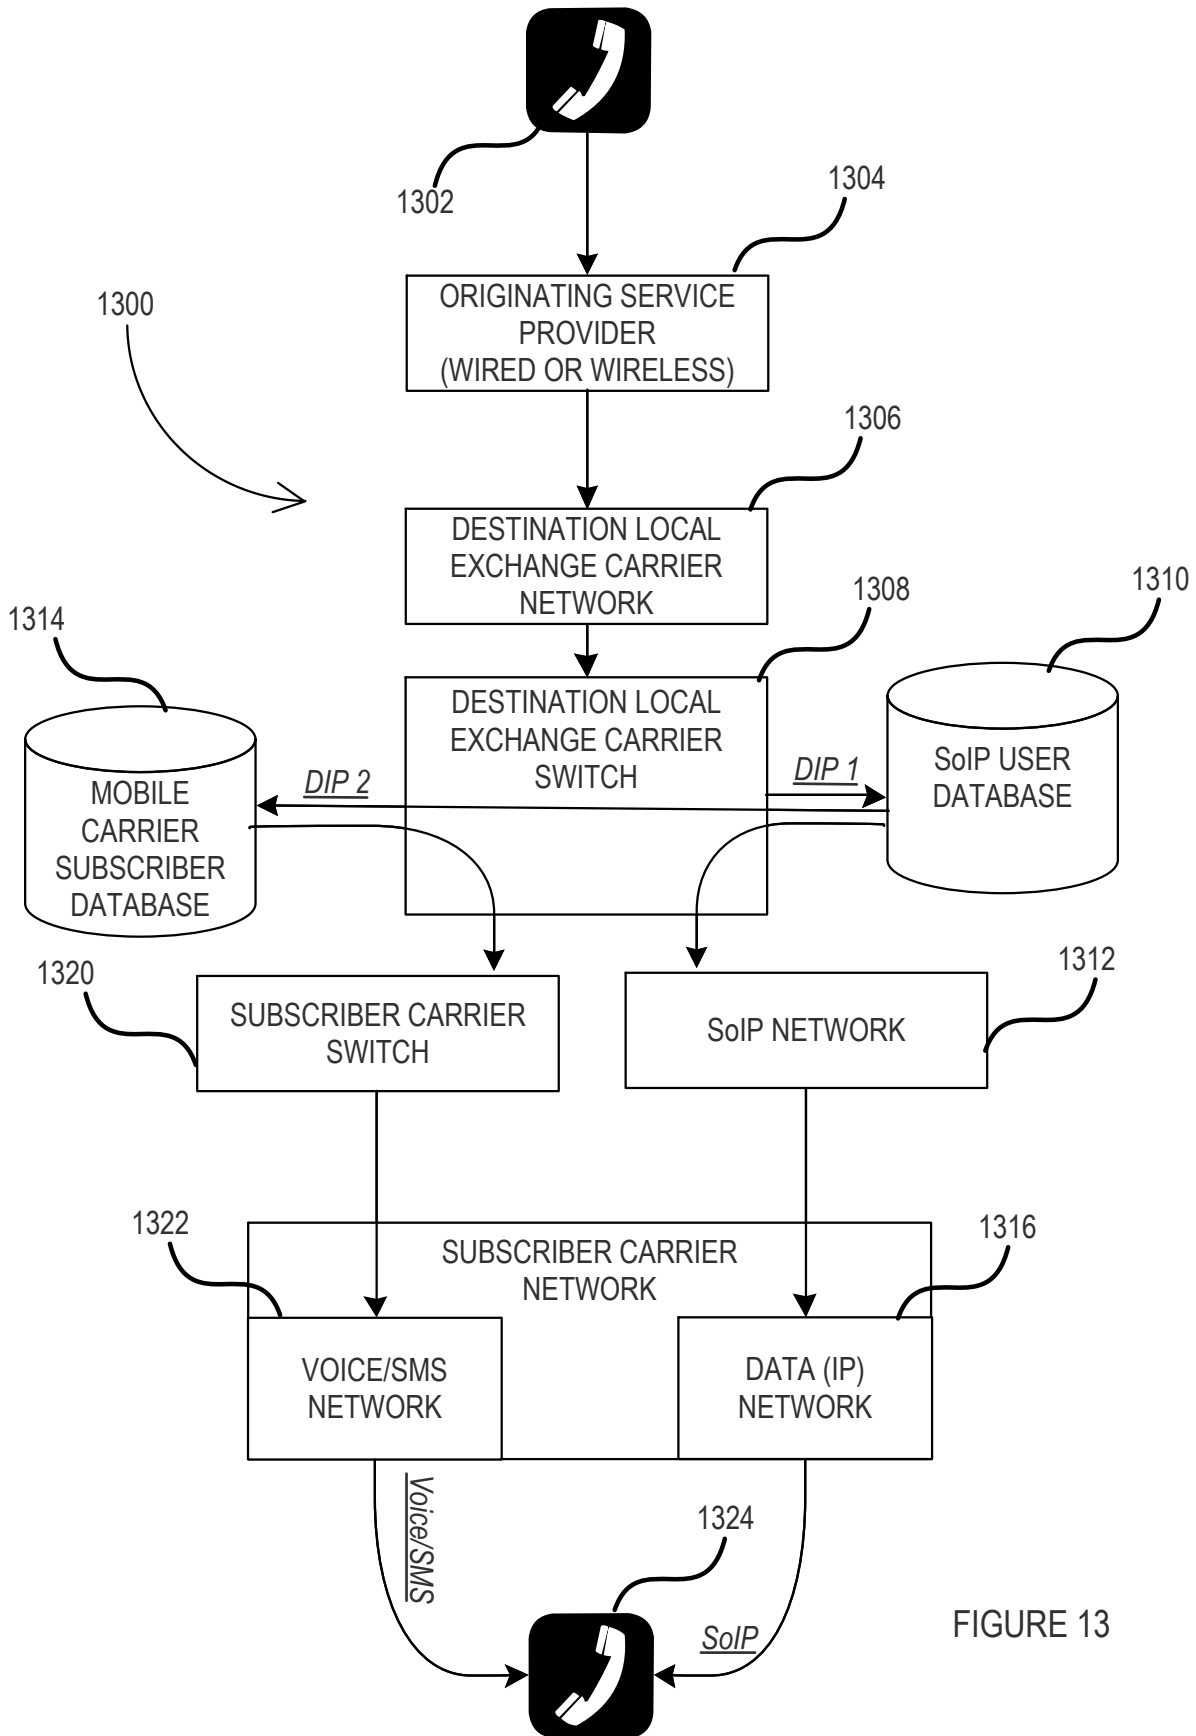 1302
1304
ORIGINATING SERVICE
PROVIDER
(WIRED OR WIRELESS)
1300
1306
DESTINATION LOCAL
EXCHANGE CARRIER
NETWORK
1308
1310
1314
DESTINATION LOCAL
EXCHANGE CARRIER
SWITCH
SoIP USER
DATABASE
DIP 1
DIP 2
MOBILE
CARRIER
SUBSCRIBER
DATABASE
1320
1312
SUBSCRIBER CARRIER
SWITCH
SoIP NETWORK
1322
1316
SUBSCRIBER CARRIER
NETWORK
VOICE/SMS
NETWORK
DATA (IP)
NETWORK
Voice/SMS
1324
SoIP
FIGURE 13